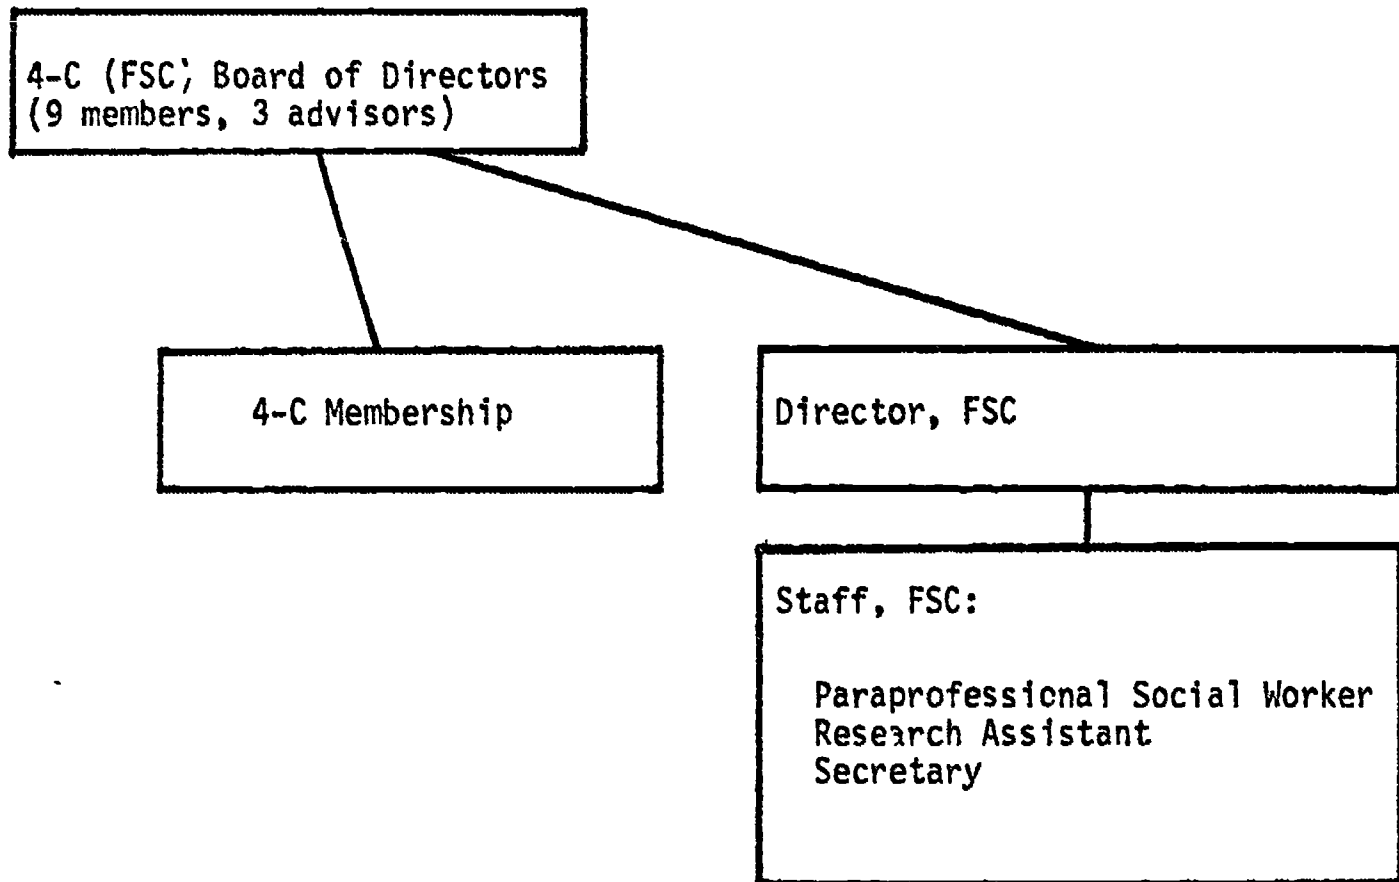 4-C (FSC) Board of Directors
(9 members, 3 advisors)
4-C Membership
Director, FSC
Staff, FSC:
Paraprofessional Social Worker
Research Assistant
Secretary